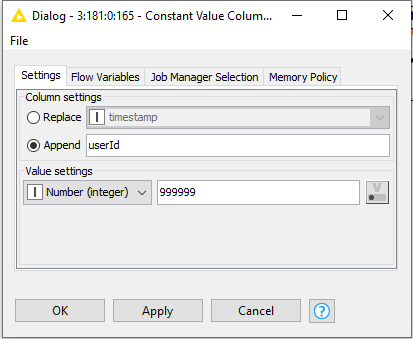 Dialog - 3:181:0:165 - Constant Value Colum...
File
Settings Flow Variables Job Manager Selection Memory Policy
Column settings
Replace I timestamp
Append userId
Value settings
I Number (integer) 999999 V
OK Apply Cancel ?